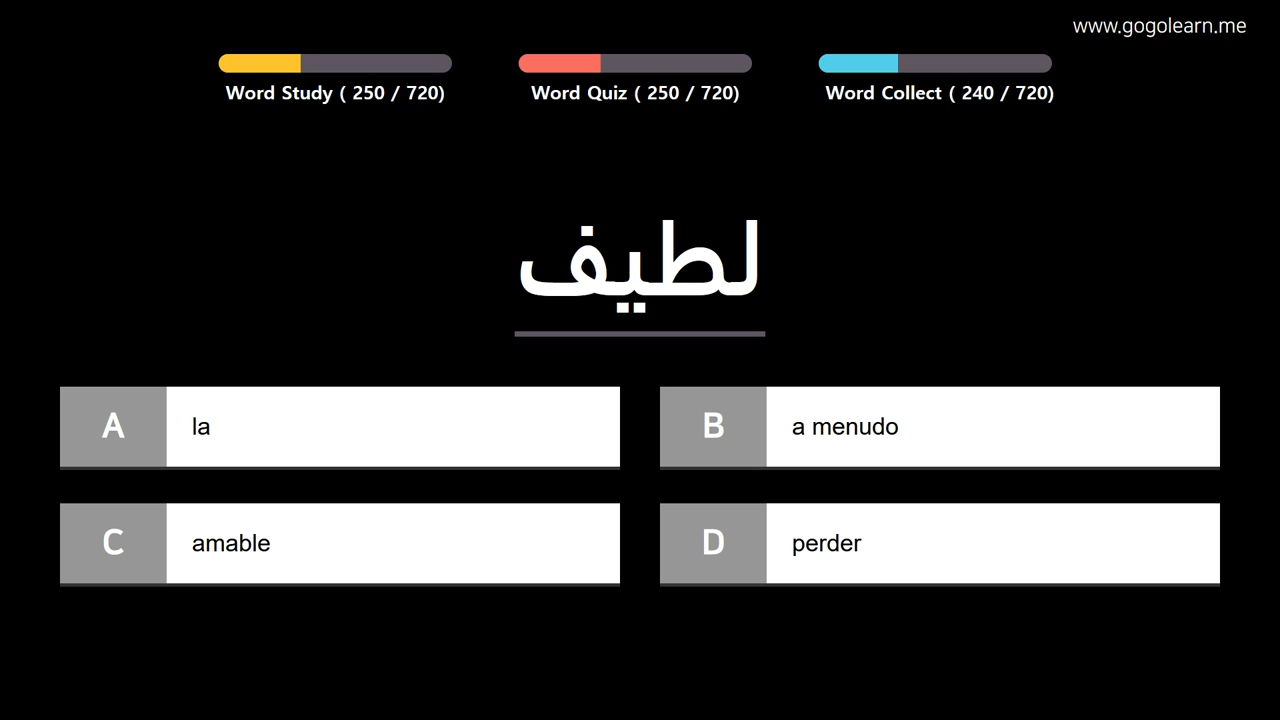 www.gogolearn.me
Word Study ( 250 / 720)
Word Quiz ( 250 / 720)
Word Collect ( 240 / 720)
لطيف
A la
B a menudo
C amable
D perder